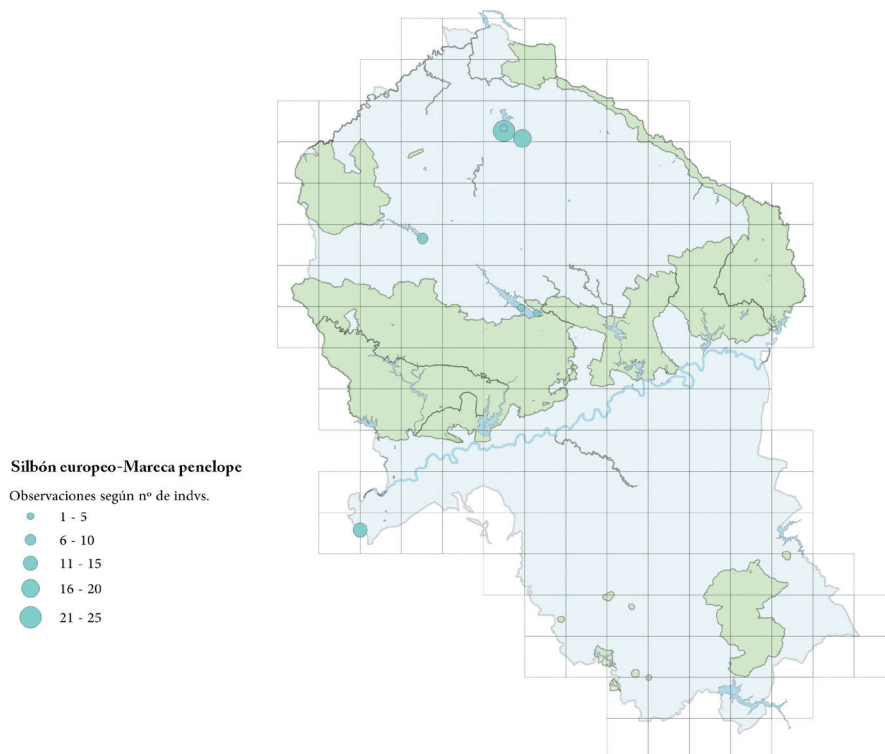 Silbón europeo-Mareca penelope
Observaciones según nº de indvs.
1 - 5
6 - 10
11 - 15
16 - 20
21 - 25